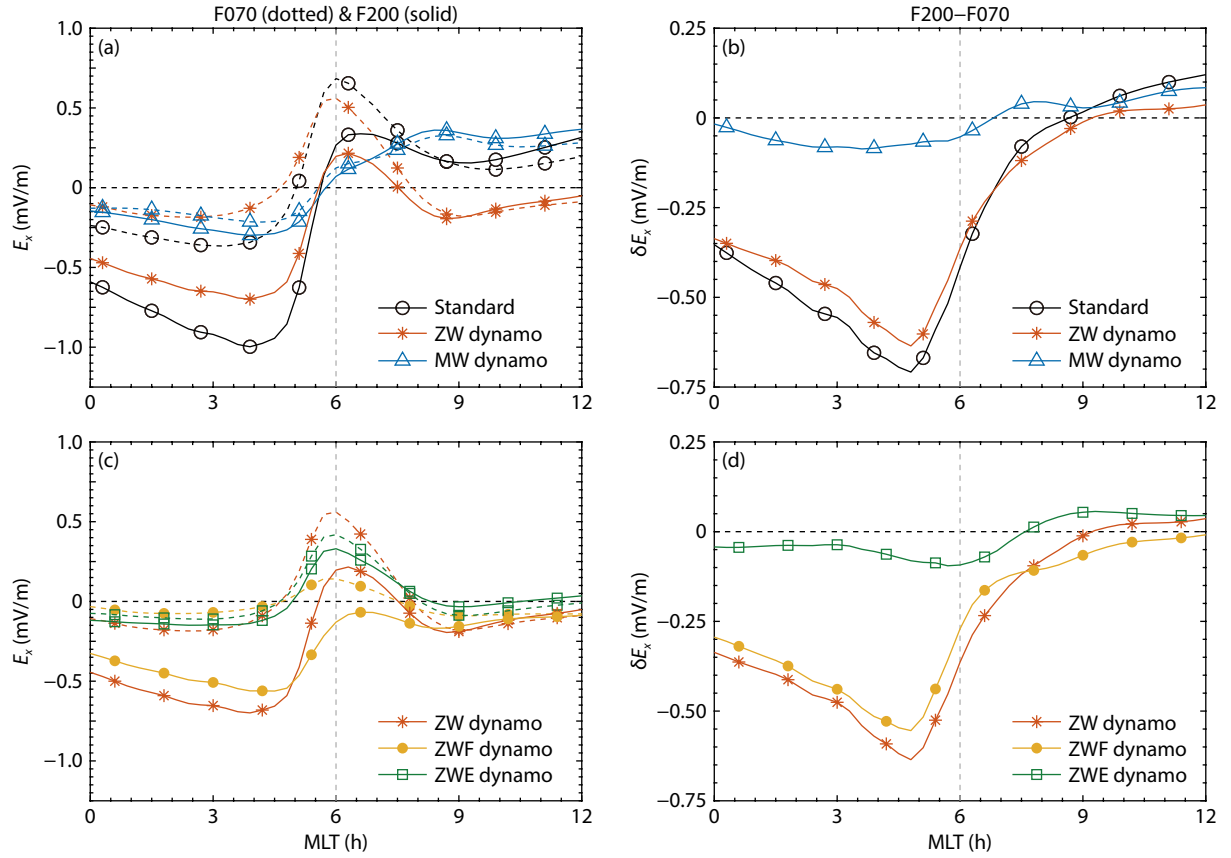 F070 (dotted) & F200 (solid)
F200−F070
(a)
1.0
0.5
0
−0.5
−1.0
Eₓ (mV/m)
Standard
ZW dynamo
MW dynamo
0 3 6 9 12
(b)
0.25
0
−0.25
−0.50
−0.75
δEₓ (mV/m)
Standard
ZW dynamo
MW dynamo
0 3 6 9 12
(c)
1.0
0.5
0
−0.5
−1.0
Eₓ (mV/m)
ZW dynamo
ZWF dynamo
ZWE dynamo
0 3 6 9 12
MLT (h)
(d)
0.25
0
−0.25
−0.50
−0.75
δEₓ (mV/m)
ZW dynamo
ZWF dynamo
ZWE dynamo
0 3 6 9 12
MLT (h)